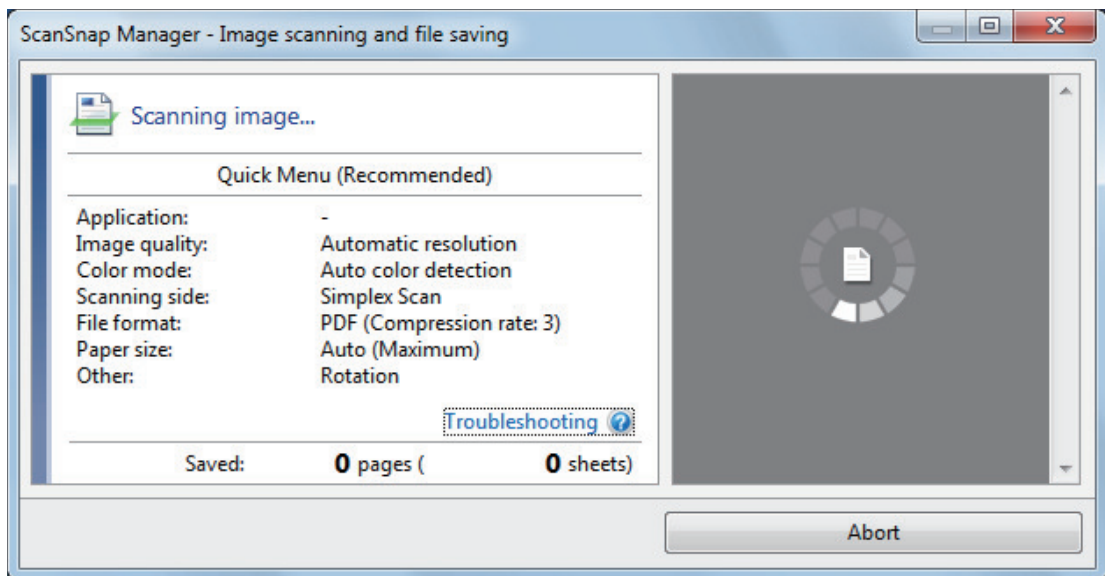 ScanSnap Manager - Image scanning and file saving
Scanning image...
Quick Menu (Recommended)
Application: -
Image quality: Automatic resolution
Color mode: Auto color detection
Scanning side: Simplex Scan
File format: PDF (Compression rate: 3)
Paper size: Auto (Maximum)
Other: Rotation
Troubleshooting ?
Saved: 0 pages ( 0 sheets)
Abort